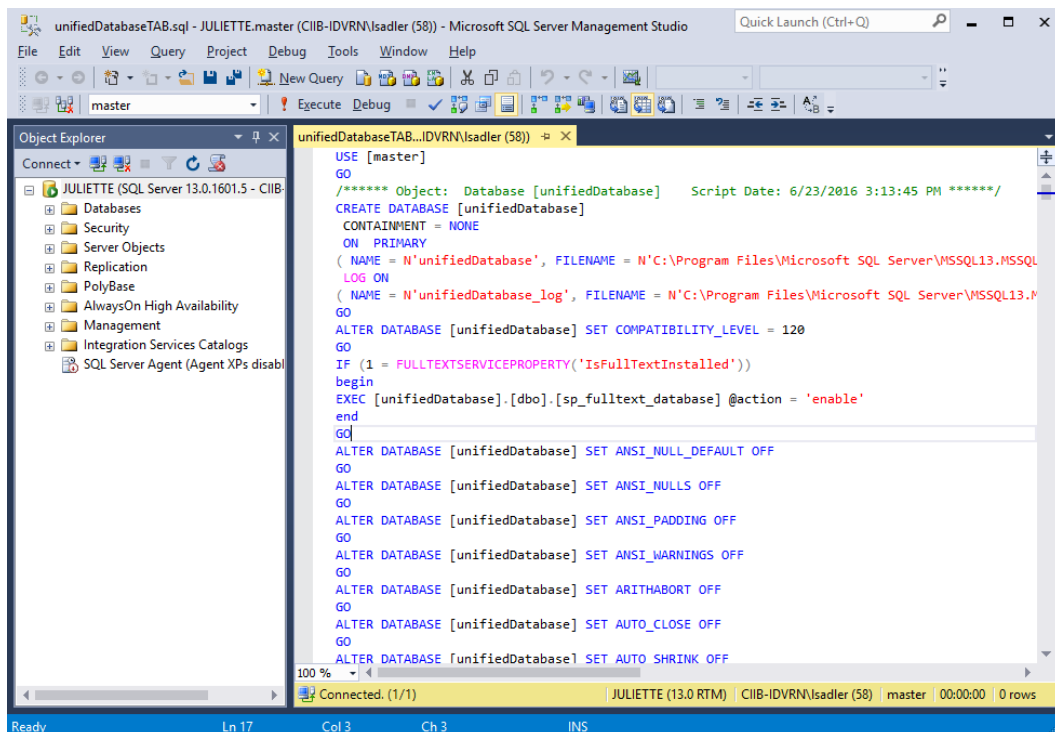 unifiedDatabaseTAB.sql - JULIETTE.master (CIIB-IDVRN\lsadler (58)) - Microsoft SQL Server Management Studio
Quick Launch (Ctrl+Q)
File Edit View Query Project Debug Tools Window Help
New Query
master
Execute Debug
Object Explorer
Connect
JULIETTE (SQL Server 13.0.1601.5 - CIIB-
Databases
Security
Server Objects
Replication
PolyBase
AlwaysOn High Availability
Management
Integration Services Catalogs
SQL Server Agent (Agent XPs disabl
unifiedDatabaseTAB...IDVRN\lsadler (58))
USE [master]
GO
/****** Object:  Database [unifiedDatabase]    Script Date: 6/23/2016 3:13:45 PM ******/
CREATE DATABASE [unifiedDatabase]
CONTAINMENT = NONE
ON  PRIMARY
( NAME = N'unifiedDatabase', FILENAME = N'C:\Program Files\Microsoft SQL Server\MSSQL13.MSSQL
LOG ON
( NAME = N'unifiedDatabase_log', FILENAME = N'C:\Program Files\Microsoft SQL Server\MSSQL13.M
GO
ALTER DATABASE [unifiedDatabase] SET COMPATIBILITY_LEVEL = 120
GO
IF (1 = FULLTEXTSERVICEPROPERTY('IsFullTextInstalled'))
begin
EXEC [unifiedDatabase].[dbo].[sp_fulltext_database] @action = 'enable'
end
GO
ALTER DATABASE [unifiedDatabase] SET ANSI_NULL_DEFAULT OFF
GO
ALTER DATABASE [unifiedDatabase] SET ANSI_NULLS OFF
GO
ALTER DATABASE [unifiedDatabase] SET ANSI_PADDING OFF
GO
ALTER DATABASE [unifiedDatabase] SET ANSI_WARNINGS OFF
GO
ALTER DATABASE [unifiedDatabase] SET ARITHABORT OFF
GO
ALTER DATABASE [unifiedDatabase] SET AUTO_CLOSE OFF
GO
ALTER DATABASE [unifiedDatabase] SET AUTO_SHRINK OFF
100 %
Connected. (1/1)
JULIETTE (13.0 RTM) CIIB-IDVRN\lsadler (58) master 00:00:00 0 rows
Ready Ln 17 Col 3 Ch 3 INS